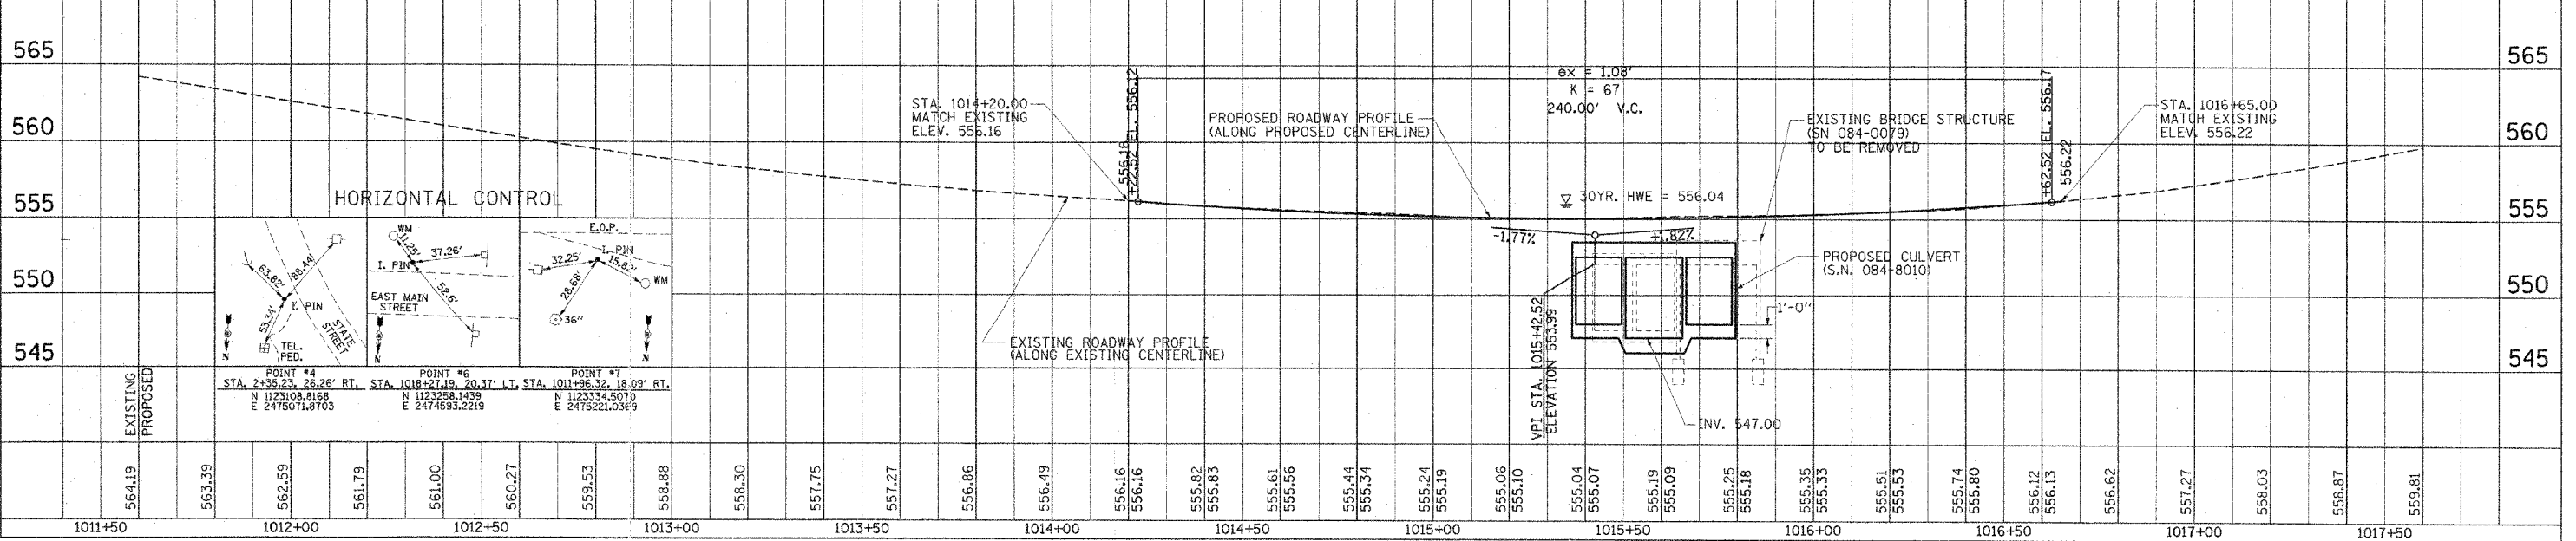 565
560
555
550
545
565
560
555
550
545
STA. 1014+20.00
MATCH EXISTING
ELEV. 556.16
556.16
+22.52 EL. 556.12
PROPOSED ROADWAY PROFILE
(ALONG PROPOSED CENTERLINE)
ex = 1.08'
K = 67
240.00' V.C.
EXISTING BRIDGE STRUCTURE
(SN 084-0079)
TO BE REMOVED
+62.52 EL. 556.17
556.22
STA. 1016+65.00
MATCH EXISTING
ELEV. 556.22
30YR. HWE = 556.04
-1.77%
+1.82%
PROPOSED CULVERT
(S.N. 084-8010)
1'-0"
INV. 547.00
VPI STA. 1015+42.52
ELEVATION 553.99
EXISTING ROADWAY PROFILE
(ALONG EXISTING CENTERLINE)
HORIZONTAL CONTROL
63.82'
86.44'
53.34'
I. PIN
STATE
STREET
TEL.
PED.
N
POINT #4
STA. 2+35.23, 26.26' RT.
N 1123108.8168
E 2475071.8703
WM
11.25'
37.26'
I. PIN
52.6'
EAST MAIN
STREET
N
POINT #6
STA. 1018+27.19, 20.37' LT.
N 1123258.1439
E 2474593.2219
E.O.P.
I. PIN
32.25'
15.82'
28.68'
WM
36"
N
POINT #7
STA. 1011+96.32, 18.09' RT.
N 1123334.5070
E 2475221.0369
EXISTING
PROPOSED
564.19
563.39
562.59
561.79
561.00
560.27
559.53
558.88
558.30
557.75
557.27
556.86
556.49
556.16
556.16
555.82
555.83
555.61
555.56
555.44
555.34
555.24
555.19
555.06
555.10
555.04
555.07
555.19
555.09
555.25
555.18
555.35
555.33
555.51
555.53
555.74
555.80
556.12
556.13
556.62
557.27
558.03
558.87
559.81
1011+50
1012+00
1012+50
1013+00
1013+50
1014+00
1014+50
1015+00
1015+50
1016+00
1016+50
1017+00
1017+50